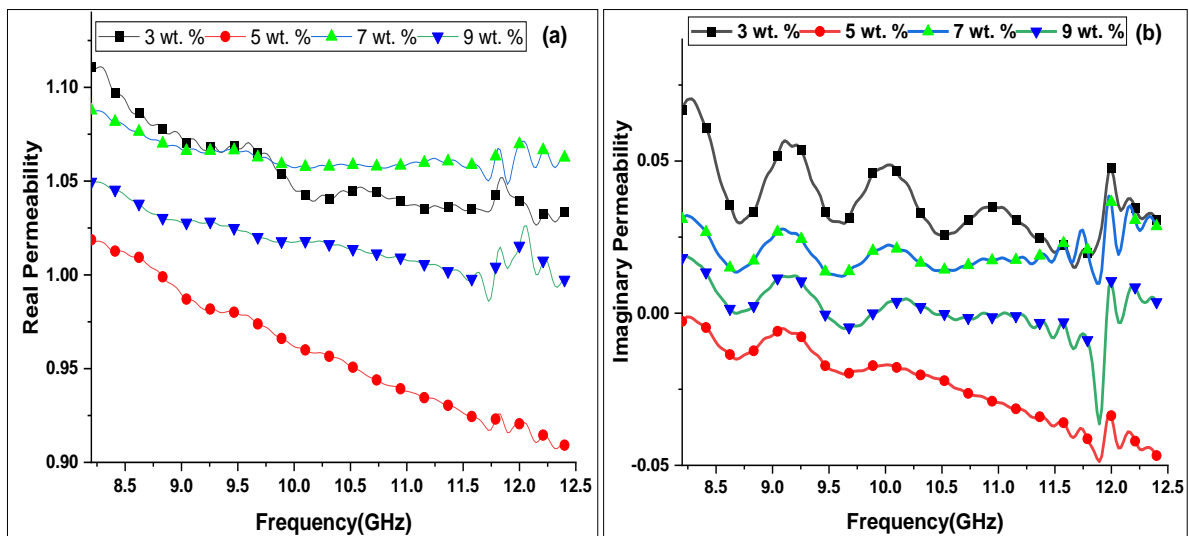 3 wt. % 5 wt. % 7 wt. % 9 wt. % (a)
Real Permeability
1.10
1.05
1.00
0.95
0.90
8.5 9.0 9.5 10.0 10.5 11.0 11.5 12.0 12.5
Frequency(GHz)
3 wt. % 5 wt. % 7 wt. % 9 wt. % (b)
Imaginary Permeability
0.05
0.00
-0.05
8.5 9.0 9.5 10.0 10.5 11.0 11.5 12.0 12.5
Frequency(GHz)